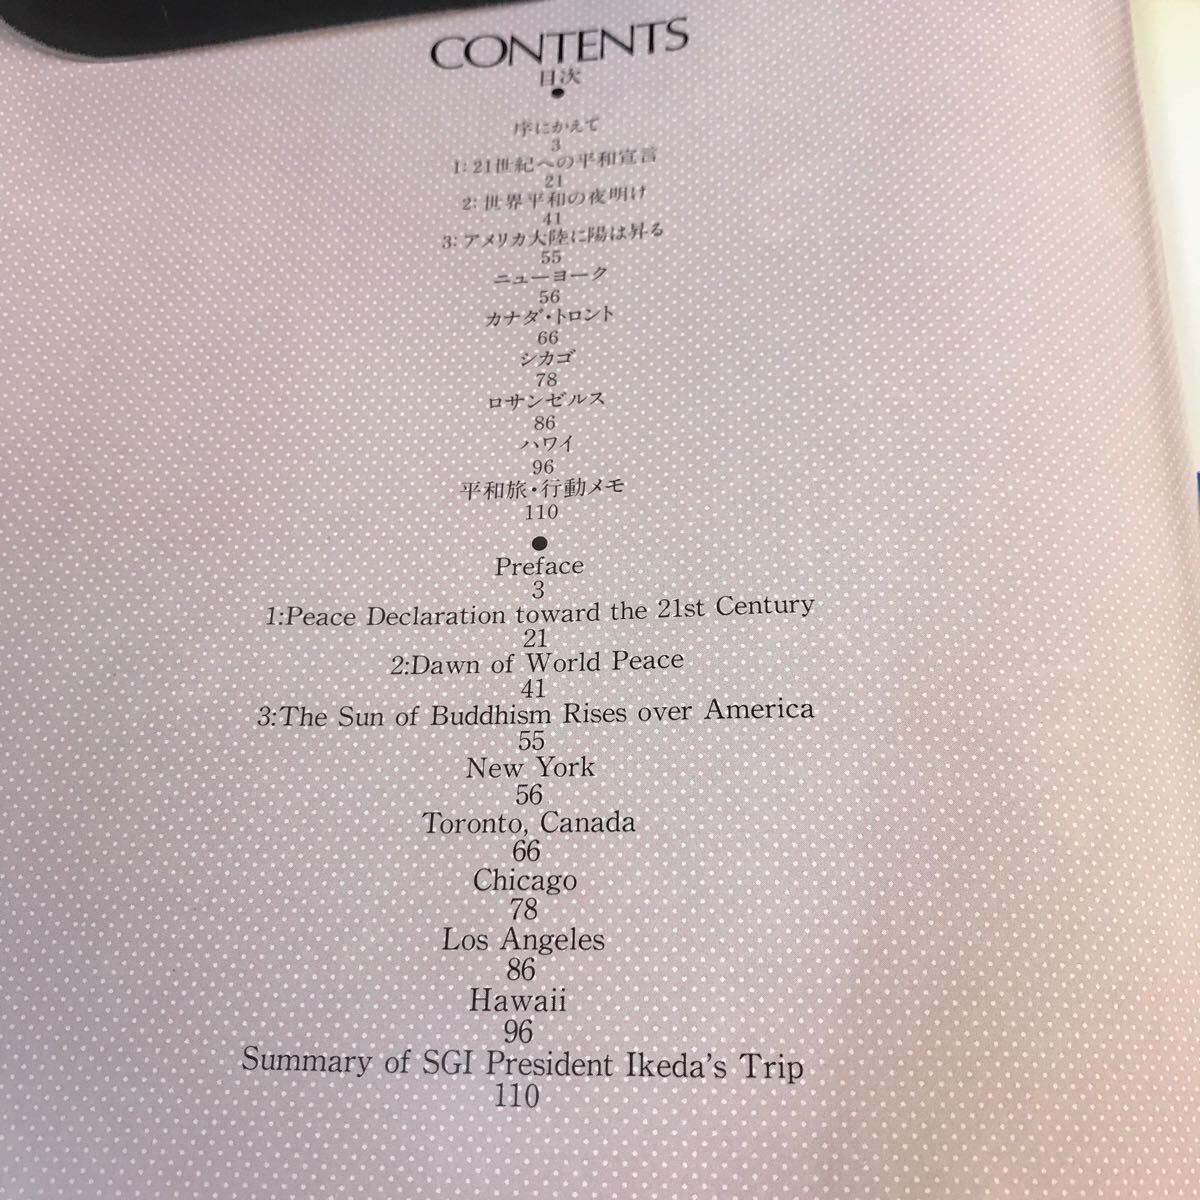 CONTENTS
目次
序にかえて
3
1:21世紀への平和宣言
21
2:世界平和の夜明け
41
3:アメリカ大陸に陽は昇る
55
ニューヨーク
56
カナダ・トロント
66
シカゴ
78
ロサンゼルス
86
ハワイ
96
平和旅・行動メモ
110
Preface
3
1:Peace Declaration toward the 21st Century
21
2:Dawn of World Peace
41
3:The Sun of Buddhism Rises over America
55
New York
56
Toronto, Canada
66
Chicago
78
Los Angeles
86
Hawaii
96
Summary of SGI President Ikeda's Trip
110